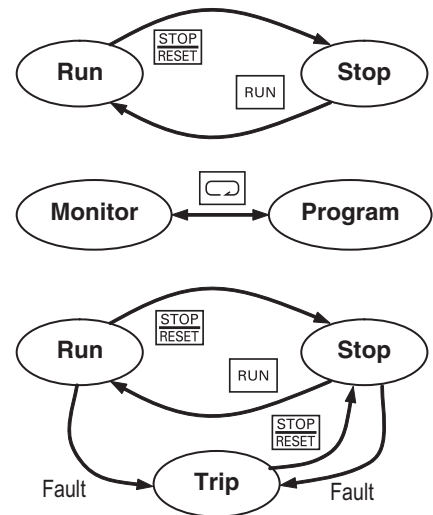 STOP
RESET
Run
Stop
RUN
Monitor
Program
STOP
RESET
Run
Stop
RUN
STOP
RESET
Trip
Fault
Fault